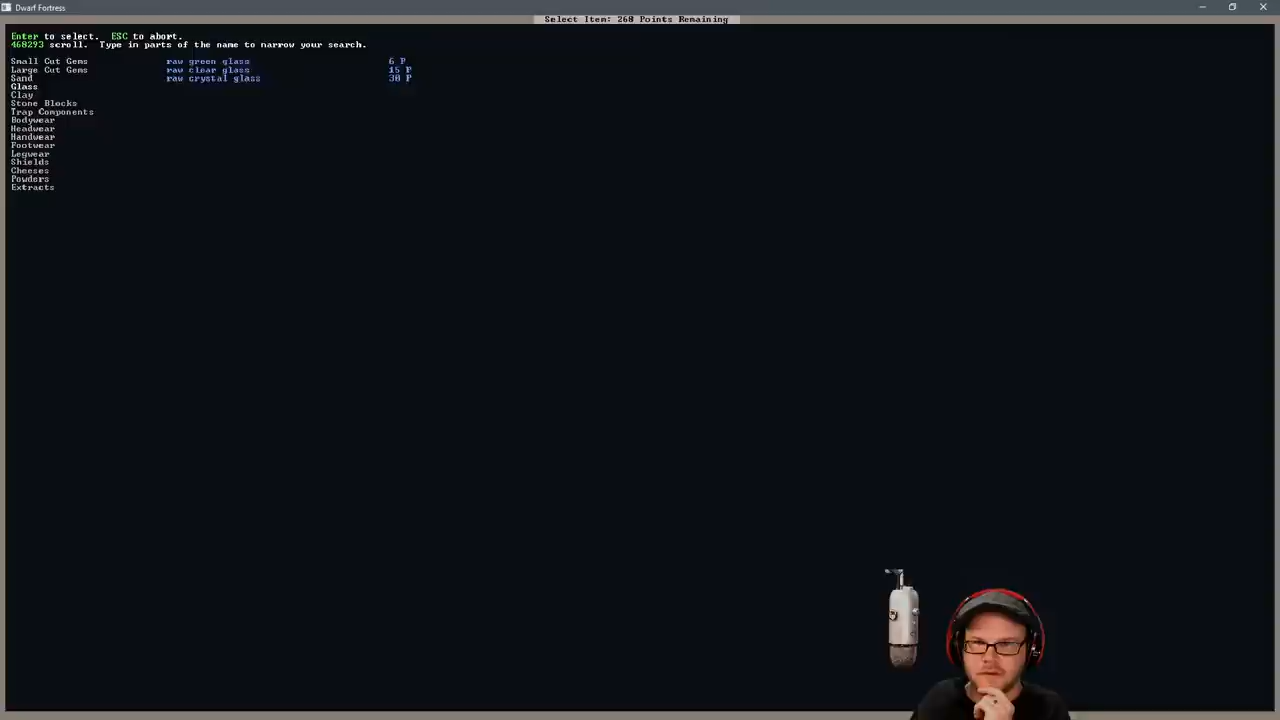 Dwarf Fortress
Select Item: 260 Points Remaining
Enter to select. ESC to abort.
468293 scroll. Type in parts of the name to narrow your search.
Small Cut Gems raw green glass 6 P
Large Cut Gems raw clear glass 15 P
Sand raw crystal glass 30 P
Glass
Clay
Stone Blocks
Trap Components
Bodywear
Headwear
Handwear
Footwear
Legwear
Shields
Cheeses
Powders
Extracts